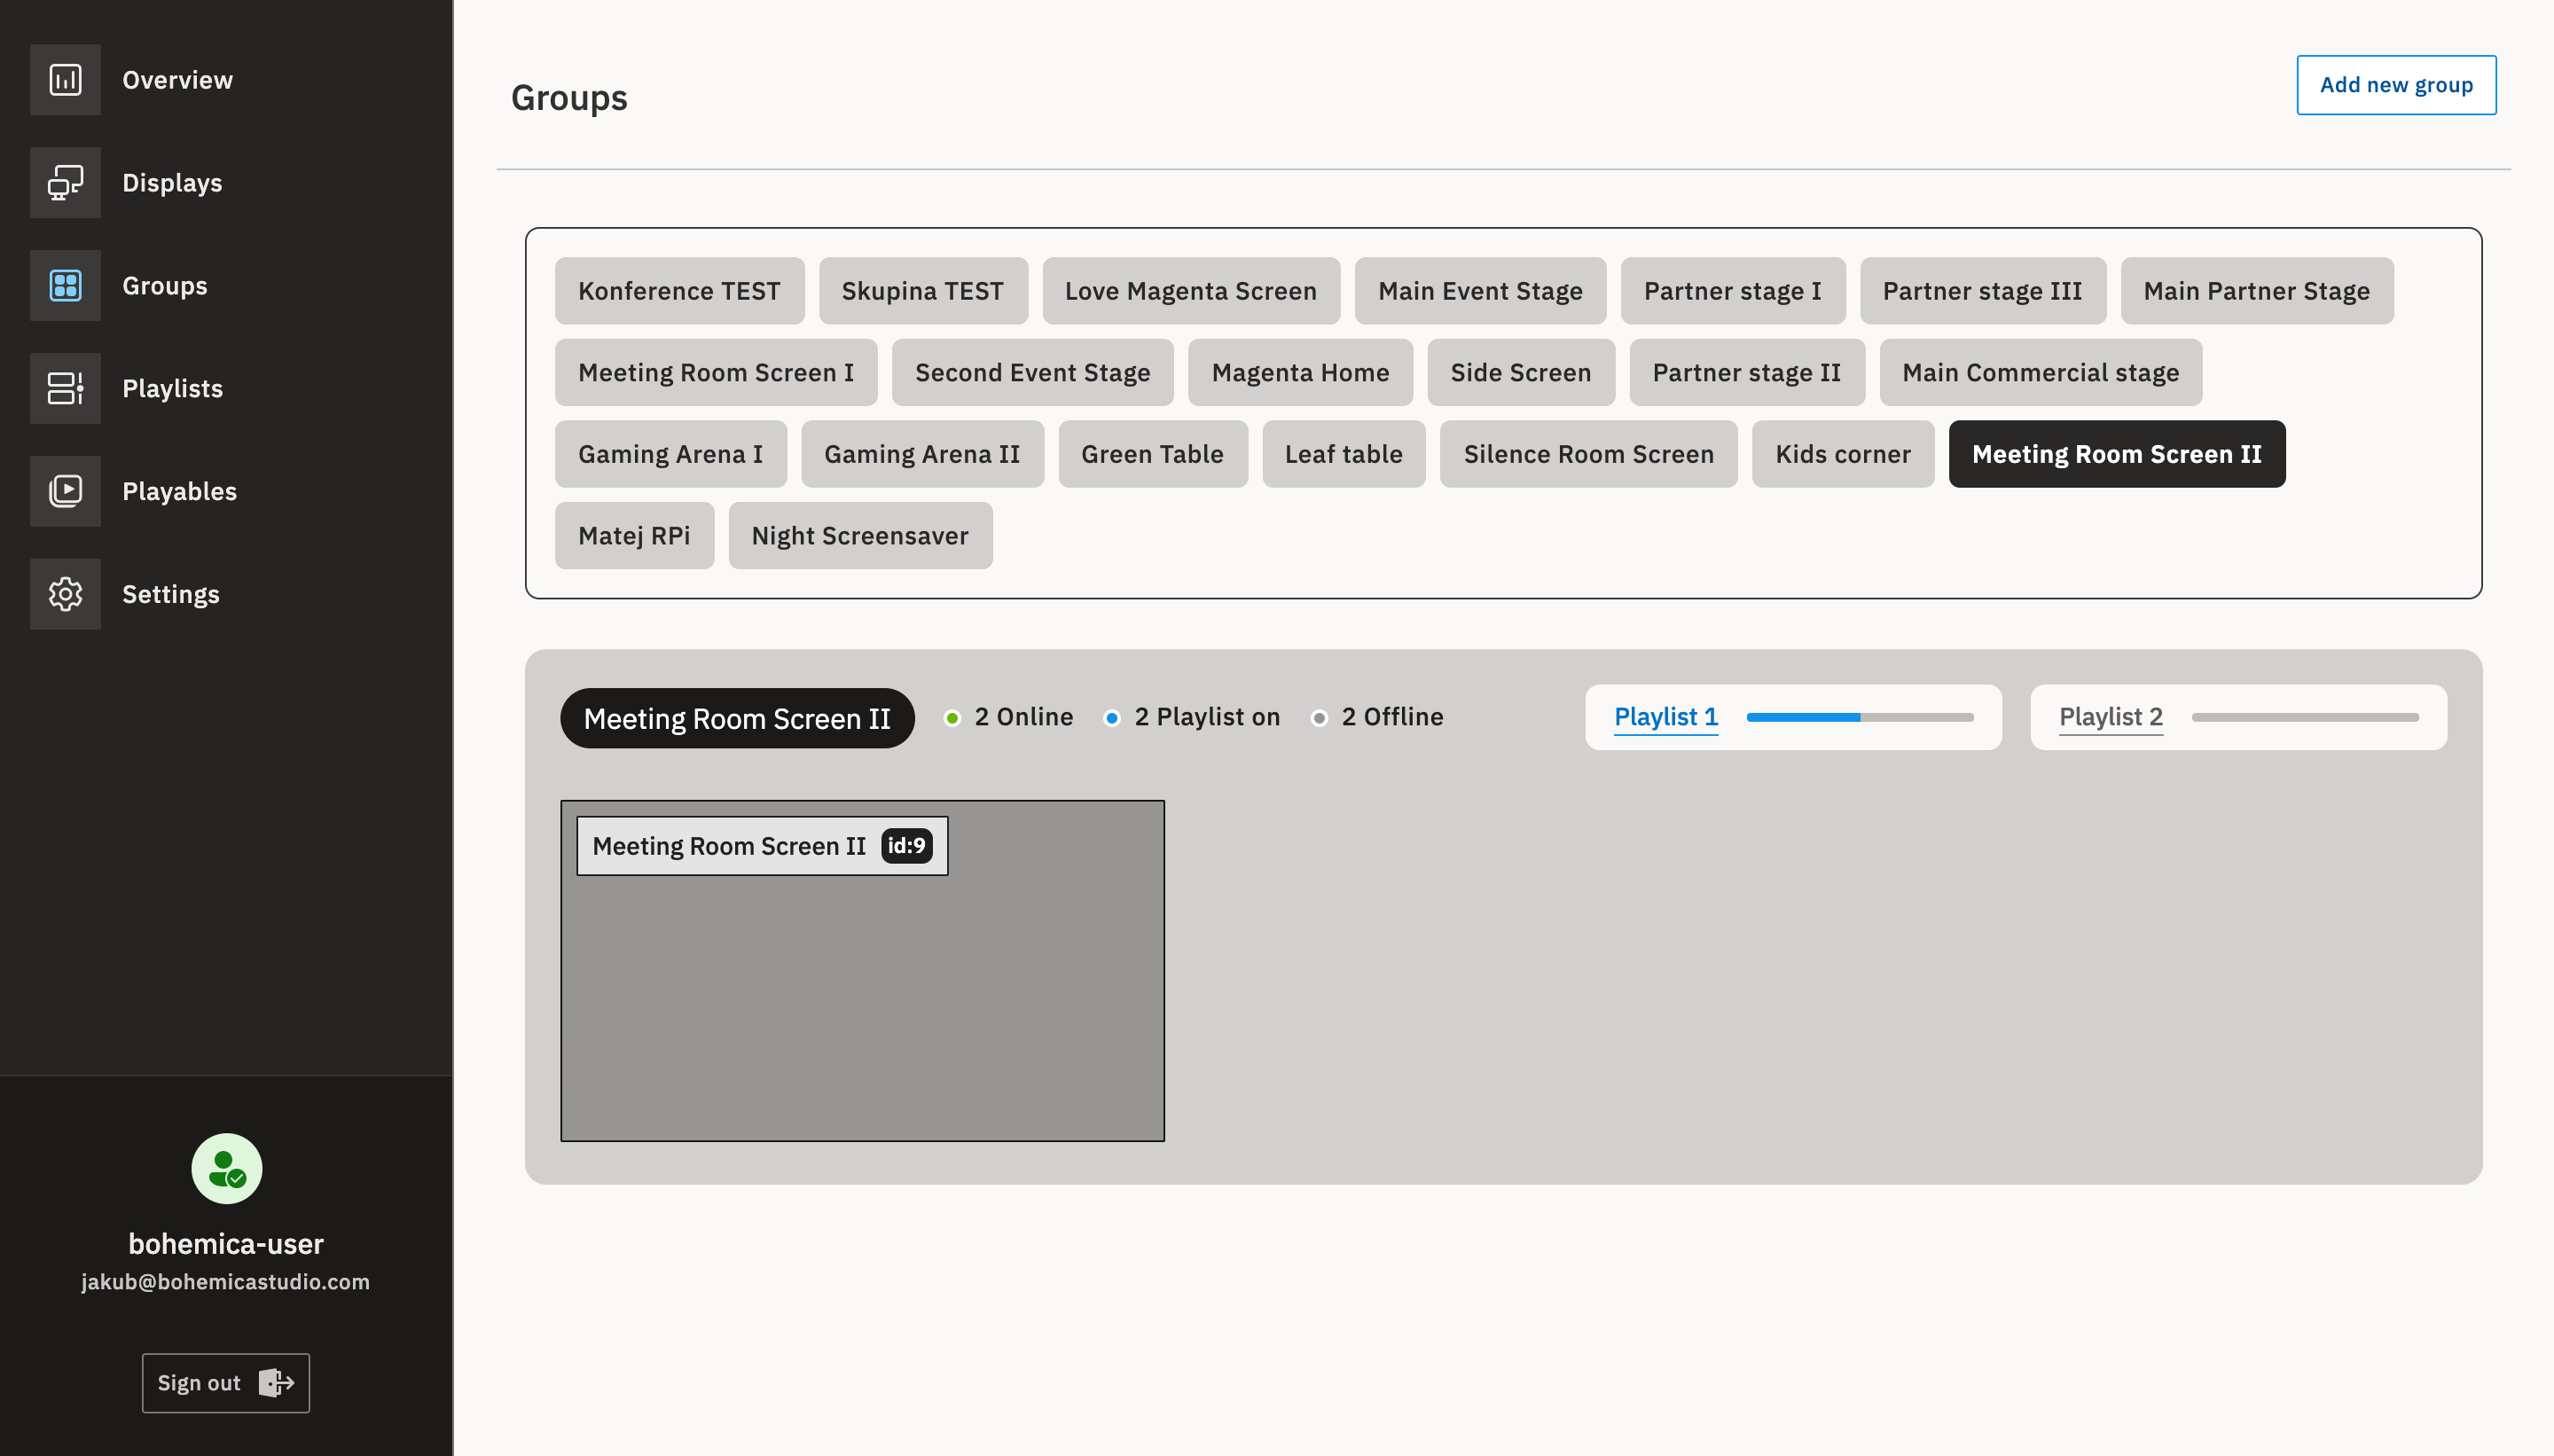 Overview
Displays
Groups
Playlists
Playables
Settings
bohemica-user
jakub@bohemicastudio.com
Sign out
Groups
Add new group
Konference TEST Skupina TEST Love Magenta Screen Main Event Stage Partner stage I Partner stage III Main Partner Stage
Meeting Room Screen I Second Event Stage Magenta Home Side Screen Partner stage II Main Commercial stage
Gaming Arena I Gaming Arena II Green Table Leaf table Silence Room Screen Kids corner Meeting Room Screen II
Matej RPi Night Screensaver
Meeting Room Screen II 2 Online 2 Playlist on 2 Offline Playlist 1 Playlist 2
Meeting Room Screen II id:9